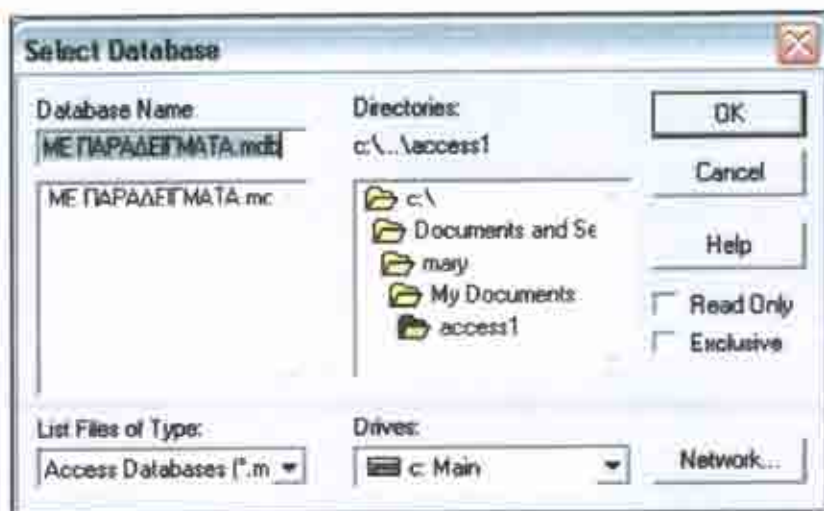 Select Database
Database Name
ΜΕ ΠΑΡΑΔΕΙΓΜΑΤΑ.mdb
ΜΕ ΠΑΡΑΔΕΙΓΜΑΤΑ.mc
List Files of Type:
Access Databases (*.m
Directories:
c:\...\access1
c:\
Documents and Se
mary
My Documents
access1
Drives:
c: Main
OK
Cancel
Help
Read Only
Exclusive
Network...